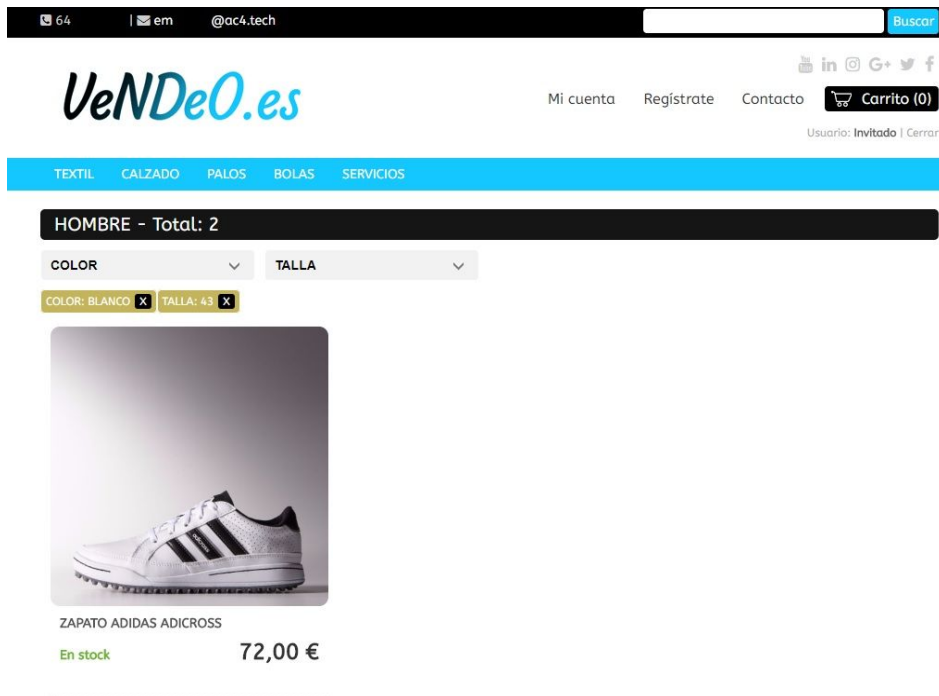 64 | em @ac4.tech Buscar
VeNDeO.es
Mi cuenta Regístrate Contacto Carrito (0)
Usuario: Invitado | Cerrar
TEXTIL CALZADO PALOS BOLAS SERVICIOS
HOMBRE - Total: 2
COLOR TALLA
COLOR: BLANCO X TALLA: 43 X
adicross
ZAPATO ADIDAS ADICROSS
En stock 72,00 €